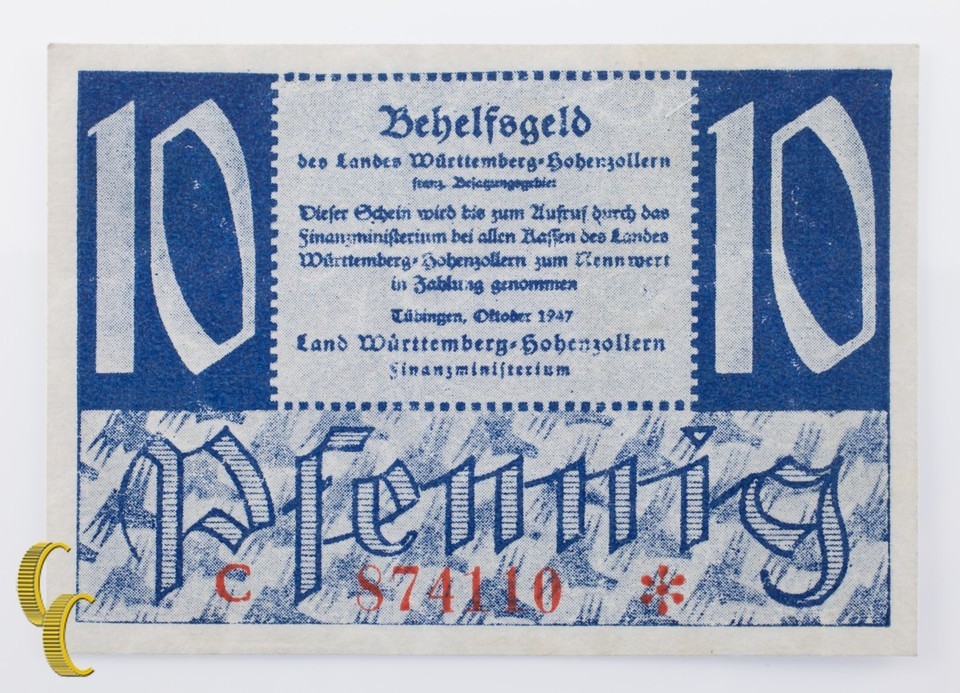 10
10
Behelfsgeld
des Landes Württemberg-Hohenzollern
franz. Besatzungsgebiet
Dieser Schein wird bis zum Aufruf durch das
Finanzministerium bei allen Kassen des Landes
Württemberg-Hohenzollern zum Nennwert
in Zahlung genommen
Tübingen, Oktober 1947
Land Württemberg-Hohenzollern
Finanzministerium
Pfennig
C 874110 *